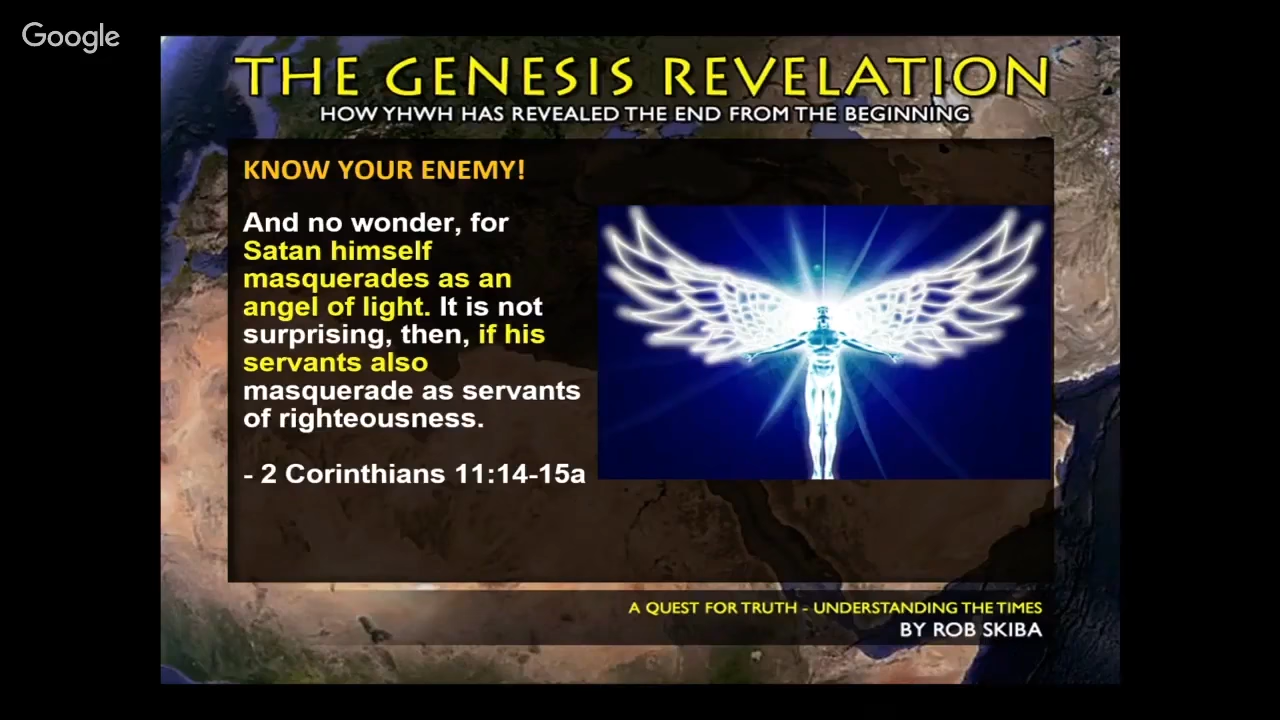 Google
THE GENESIS REVELATION
HOW YHWH HAS REVEALED THE END FROM THE BEGINNING
KNOW YOUR ENEMY!
And no wonder, for
Satan himself
masquerades as an
angel of light. It is not
surprising, then, if his
servants also
masquerade as servants
of righteousness.
- 2 Corinthians 11:14-15a
A QUEST FOR TRUTH - UNDERSTANDING THE TIMES
BY ROB SKIBA